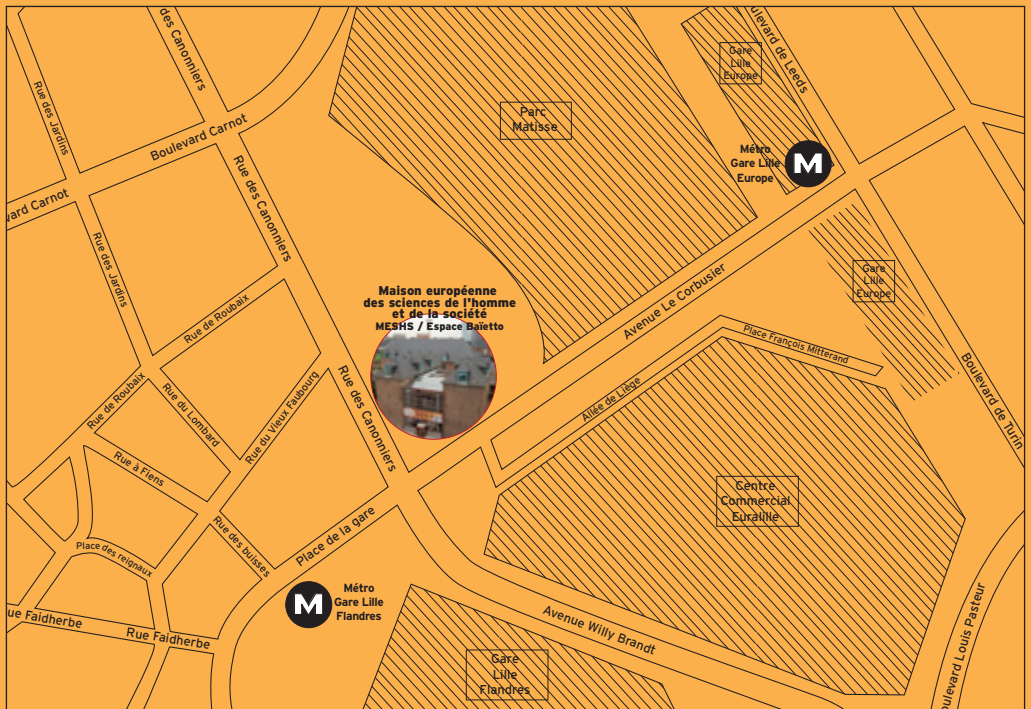 des Canonniers
oulevard de Leeds
Gare
Lille
Europe
Rue des Jardins
Parc
Matisse
Boulevard Carnot
Métro
Gare Lille
Europe
M
vard Carnot
Rue des Canonniers
Rue des Jardins
Gare
Lille
Europe
Maison européenne
des sciences de l'homme
et de la société
MESHS / Espace Baïetto
Avenue Le Corbusier
Rue de Roubaix
Place François Mitterand
Rue de Roubaix
Rue du Lombard
Rue du Vieux Faubourg
Rue des Canonniers
Allée de Liège
Boulevard de Turin
Rue à Fiens
Centre
Commercial
Euralille
Place de la gare
Rue des buisses
Place des reignaux
M
Métro
Gare Lille
Flandres
ue Faidherbe
Rue Faidherbe
Avenue Willy Brandt
oulevard Louis Pasteur
Gare
Lille
Flandres